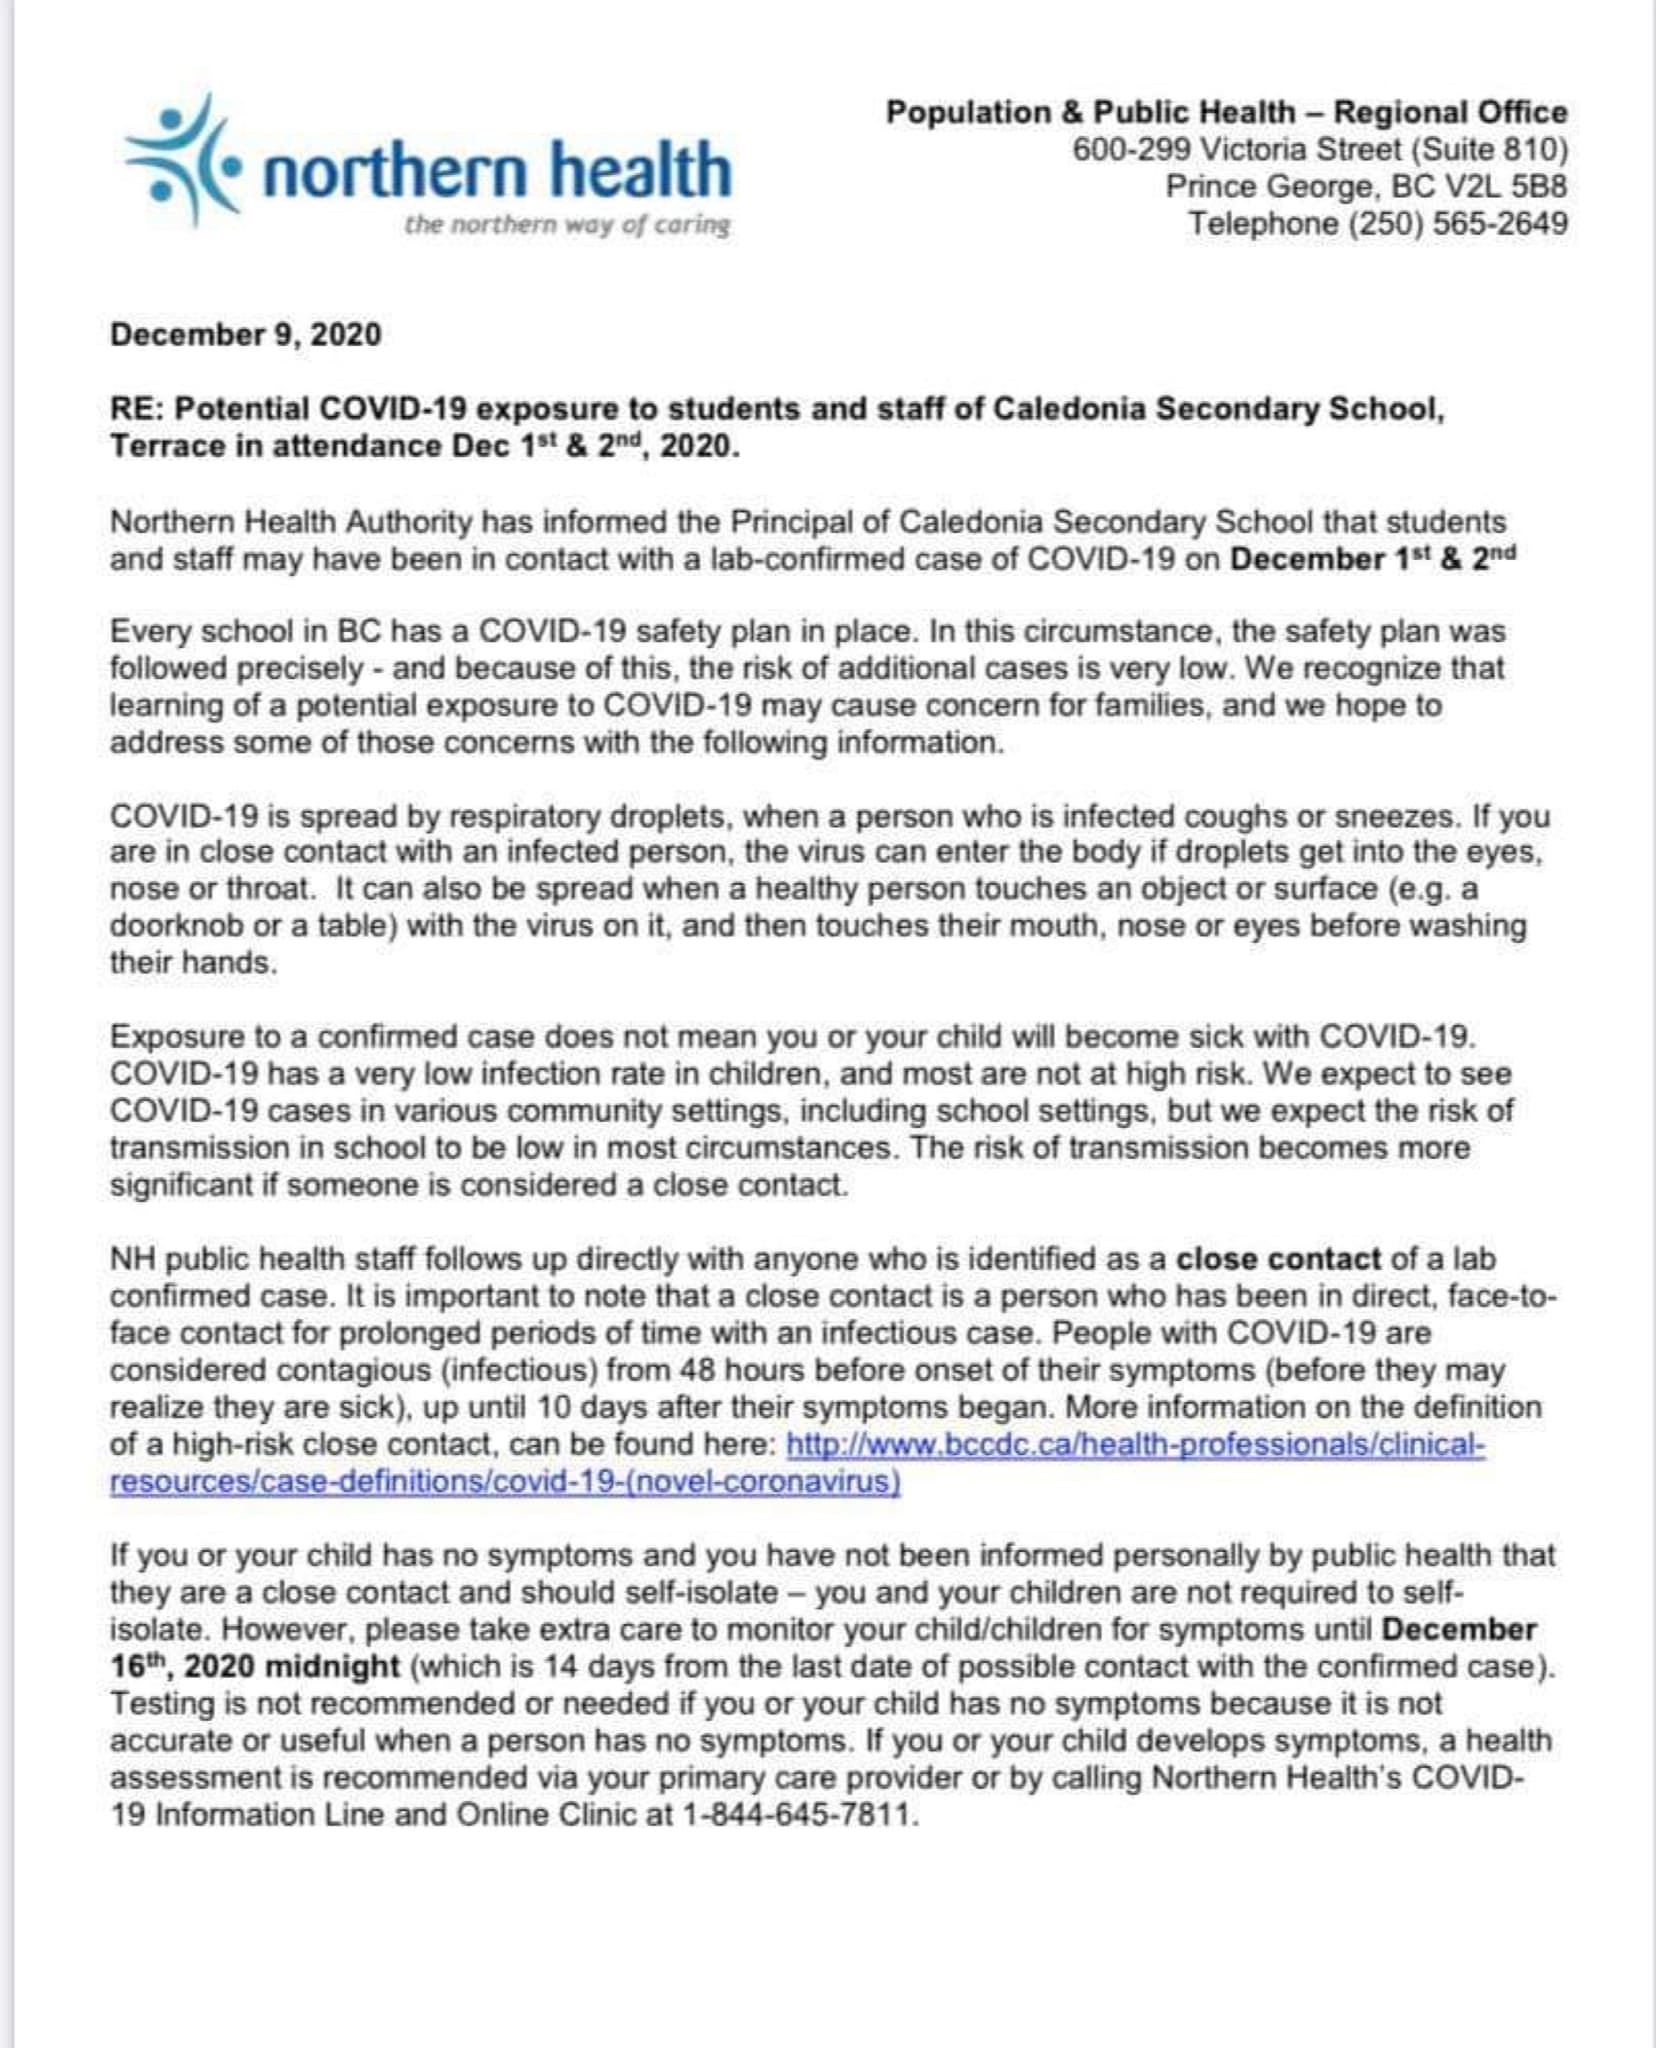 northern health
the northern way of caring
Population & Public Health – Regional Office
600-299 Victoria Street (Suite 810)
Prince George, BC V2L 5B8
Telephone (250) 565-2649
December 9, 2020
RE: Potential COVID-19 exposure to students and staff of Caledonia Secondary School,
Terrace in attendance Dec 1st & 2nd, 2020.
Northern Health Authority has informed the Principal of Caledonia Secondary School that students
and staff may have been in contact with a lab-confirmed case of COVID-19 on December 1st & 2nd
Every school in BC has a COVID-19 safety plan in place. In this circumstance, the safety plan was
followed precisely - and because of this, the risk of additional cases is very low. We recognize that
learning of a potential exposure to COVID-19 may cause concern for families, and we hope to
address some of those concerns with the following information.
COVID-19 is spread by respiratory droplets, when a person who is infected coughs or sneezes. If you
are in close contact with an infected person, the virus can enter the body if droplets get into the eyes,
nose or throat.  It can also be spread when a healthy person touches an object or surface (e.g. a
doorknob or a table) with the virus on it, and then touches their mouth, nose or eyes before washing
their hands.
Exposure to a confirmed case does not mean you or your child will become sick with COVID-19.
COVID-19 has a very low infection rate in children, and most are not at high risk. We expect to see
COVID-19 cases in various community settings, including school settings, but we expect the risk of
transmission in school to be low in most circumstances. The risk of transmission becomes more
significant if someone is considered a close contact.
NH public health staff follows up directly with anyone who is identified as a close contact of a lab
confirmed case. It is important to note that a close contact is a person who has been in direct, face-to-
face contact for prolonged periods of time with an infectious case. People with COVID-19 are
considered contagious (infectious) from 48 hours before onset of their symptoms (before they may
realize they are sick), up until 10 days after their symptoms began. More information on the definition
of a high-risk close contact, can be found here: http://www.bccdc.ca/health-professionals/clinical-
resources/case-definitions/covid-19-(novel-coronavirus)
If you or your child has no symptoms and you have not been informed personally by public health that
they are a close contact and should self-isolate – you and your children are not required to self-
isolate. However, please take extra care to monitor your child/children for symptoms until December
16th, 2020 midnight (which is 14 days from the last date of possible contact with the confirmed case).
Testing is not recommended or needed if you or your child has no symptoms because it is not
accurate or useful when a person has no symptoms. If you or your child develops symptoms, a health
assessment is recommended via your primary care provider or by calling Northern Health's COVID-
19 Information Line and Online Clinic at 1-844-645-7811.